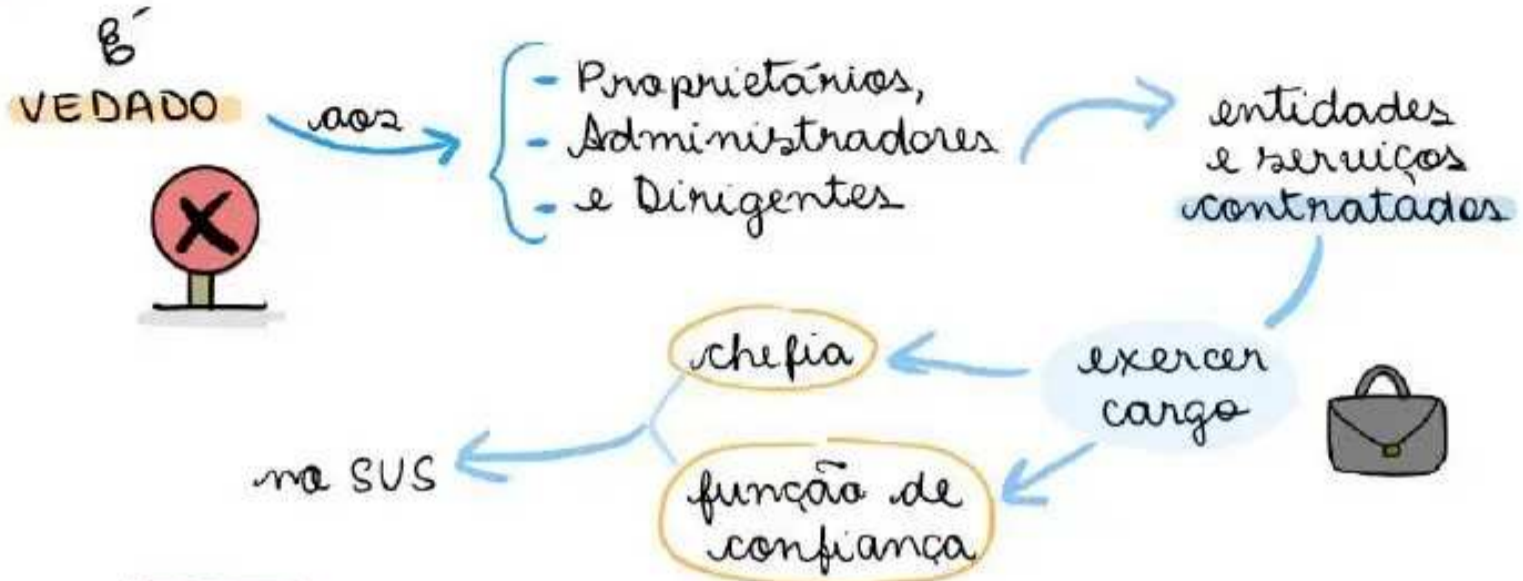 É
VEDADO
aos
- Proprietários,
- Administradores
- e Dirigentes
entidades
e serviços
contratados
exercer
cargo
chefia
função de
confiança
no SUS